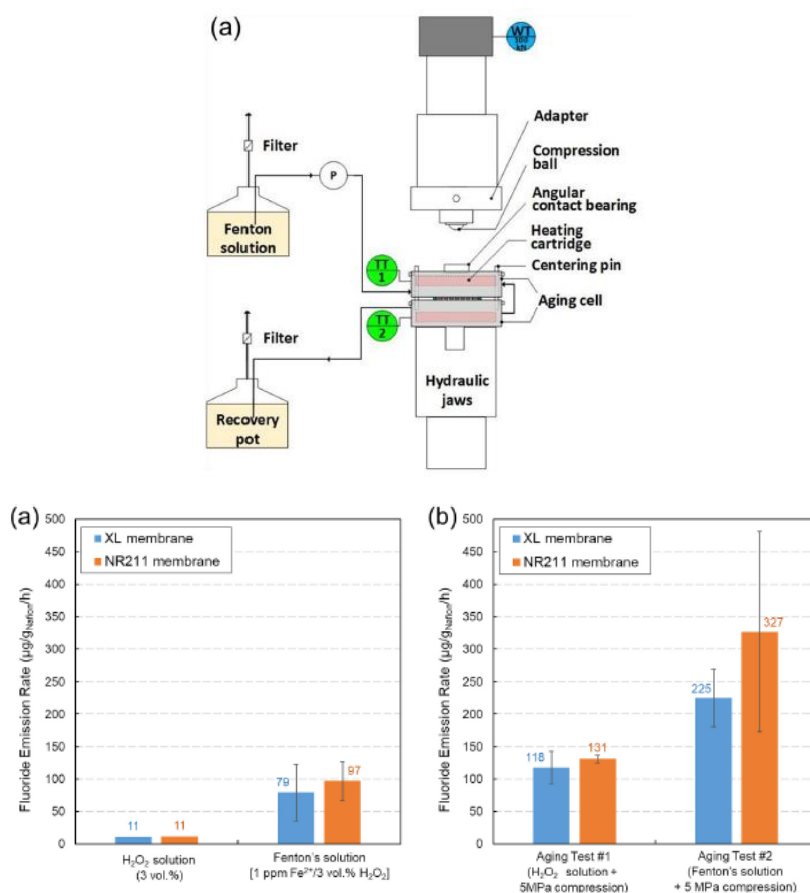 (a)
WT
100
kN
Adapter
Filter
Compression
ball
P
Angular
contact bearing
Fenton
solution
Heating
cartridge
TT
1
Centering pin
Aging cell
TT
2
Filter
Hydraulic
jaws
Recovery
pot
(a)
XL membrane
NR211 membrane
Fluoride Emission Rate (µg/gNafion/h)
500
450
400
350
300
250
200
150
100
50
0
11
11
79
97
H2O2 solution
(3 vol.%)
Fenton's solution
[1 ppm Fe2+/3 vol.% H2O2]
(b)
XL membrane
NR211 membrane
Fluoride Emission Rate (µg/gNafion/h)
500
450
400
350
300
250
200
150
100
50
0
118
131
225
327
Aging Test #1
(H2O2 solution +
5MPa compression)
Aging Test #2
(Fenton's solution
+ 5 MPa compression)